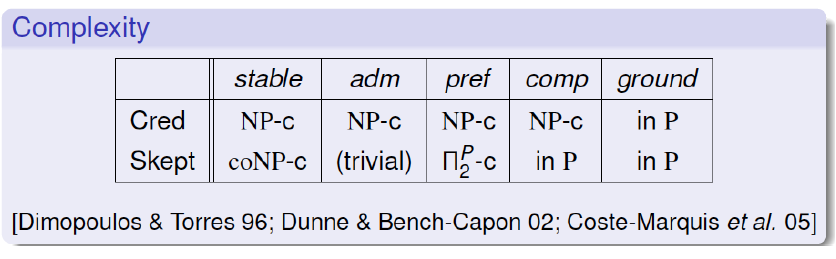 Complexity
stable adm pref comp ground
Cred NP-c NP-c NP-c NP-c in P
Skept coNP-c (trivial) Π₂ᴾ-c in P in P
[Dimopoulos & Torres 96; Dunne & Bench-Capon 02; Coste-Marquis et al. 05]